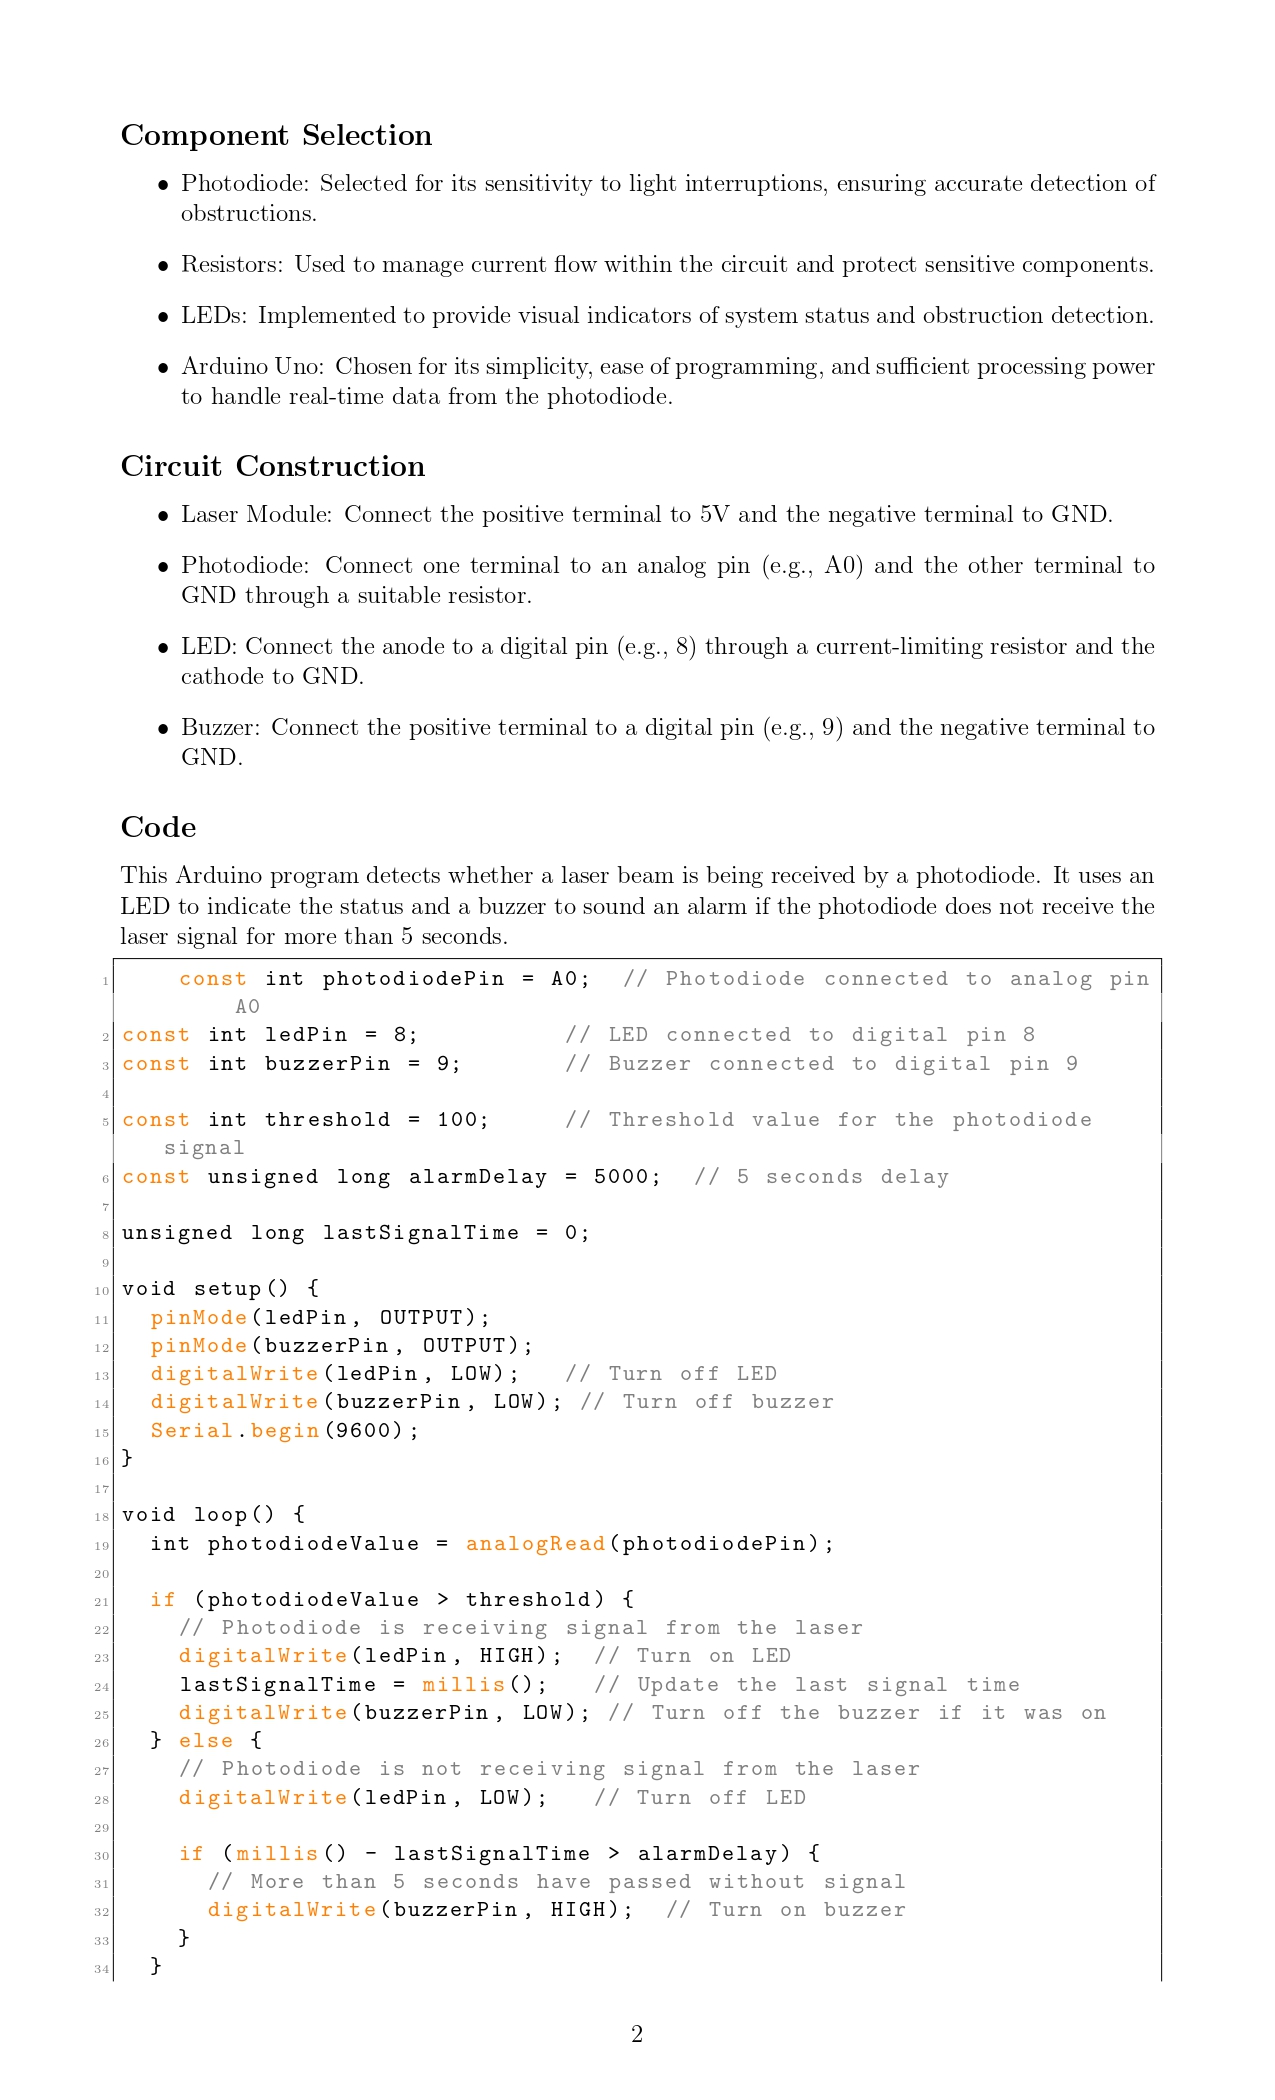 Component Selection
• Photodiode: Selected for its sensitivity to light interruptions, ensuring accurate detection of
obstructions.
• Resistors: Used to manage current flow within the circuit and protect sensitive components.
• LEDs: Implemented to provide visual indicators of system status and obstruction detection.
• Arduino Uno: Chosen for its simplicity, ease of programming, and sufficient processing power
to handle real-time data from the photodiode.
Circuit Construction
• Laser Module: Connect the positive terminal to 5V and the negative terminal to GND.
• Photodiode: Connect one terminal to an analog pin (e.g., A0) and the other terminal to
GND through a suitable resistor.
• LED: Connect the anode to a digital pin (e.g., 8) through a current-limiting resistor and the
cathode to GND.
• Buzzer: Connect the positive terminal to a digital pin (e.g., 9) and the negative terminal to
GND.
Code
This Arduino program detects whether a laser beam is being received by a photodiode. It uses an
LED to indicate the status and a buzzer to sound an alarm if the photodiode does not receive the
laser signal for more than 5 seconds.
1     const int photodiodePin = A0;  // Photodiode connected to analog pin
A0
2 const int ledPin = 8;          // LED connected to digital pin 8
3 const int buzzerPin = 9;       // Buzzer connected to digital pin 9
4
5 const int threshold = 100;     // Threshold value for the photodiode
signal
6 const unsigned long alarmDelay = 5000;  // 5 seconds delay
7
8 unsigned long lastSignalTime = 0;
9
10 void setup() {
11   pinMode(ledPin, OUTPUT);
12   pinMode(buzzerPin, OUTPUT);
13   digitalWrite(ledPin, LOW);   // Turn off LED
14   digitalWrite(buzzerPin, LOW); // Turn off buzzer
15   Serial.begin(9600);
16 }
17
18 void loop() {
19   int photodiodeValue = analogRead(photodiodePin);
20
21   if (photodiodeValue > threshold) {
22     // Photodiode is receiving signal from the laser
23     digitalWrite(ledPin, HIGH);  // Turn on LED
24     lastSignalTime = millis();   // Update the last signal time
25     digitalWrite(buzzerPin, LOW); // Turn off the buzzer if it was on
26   } else {
27     // Photodiode is not receiving signal from the laser
28     digitalWrite(ledPin, LOW);   // Turn off LED
29
30     if (millis() - lastSignalTime > alarmDelay) {
31       // More than 5 seconds have passed without signal
32       digitalWrite(buzzerPin, HIGH);  // Turn on buzzer
33     }
34   }
2